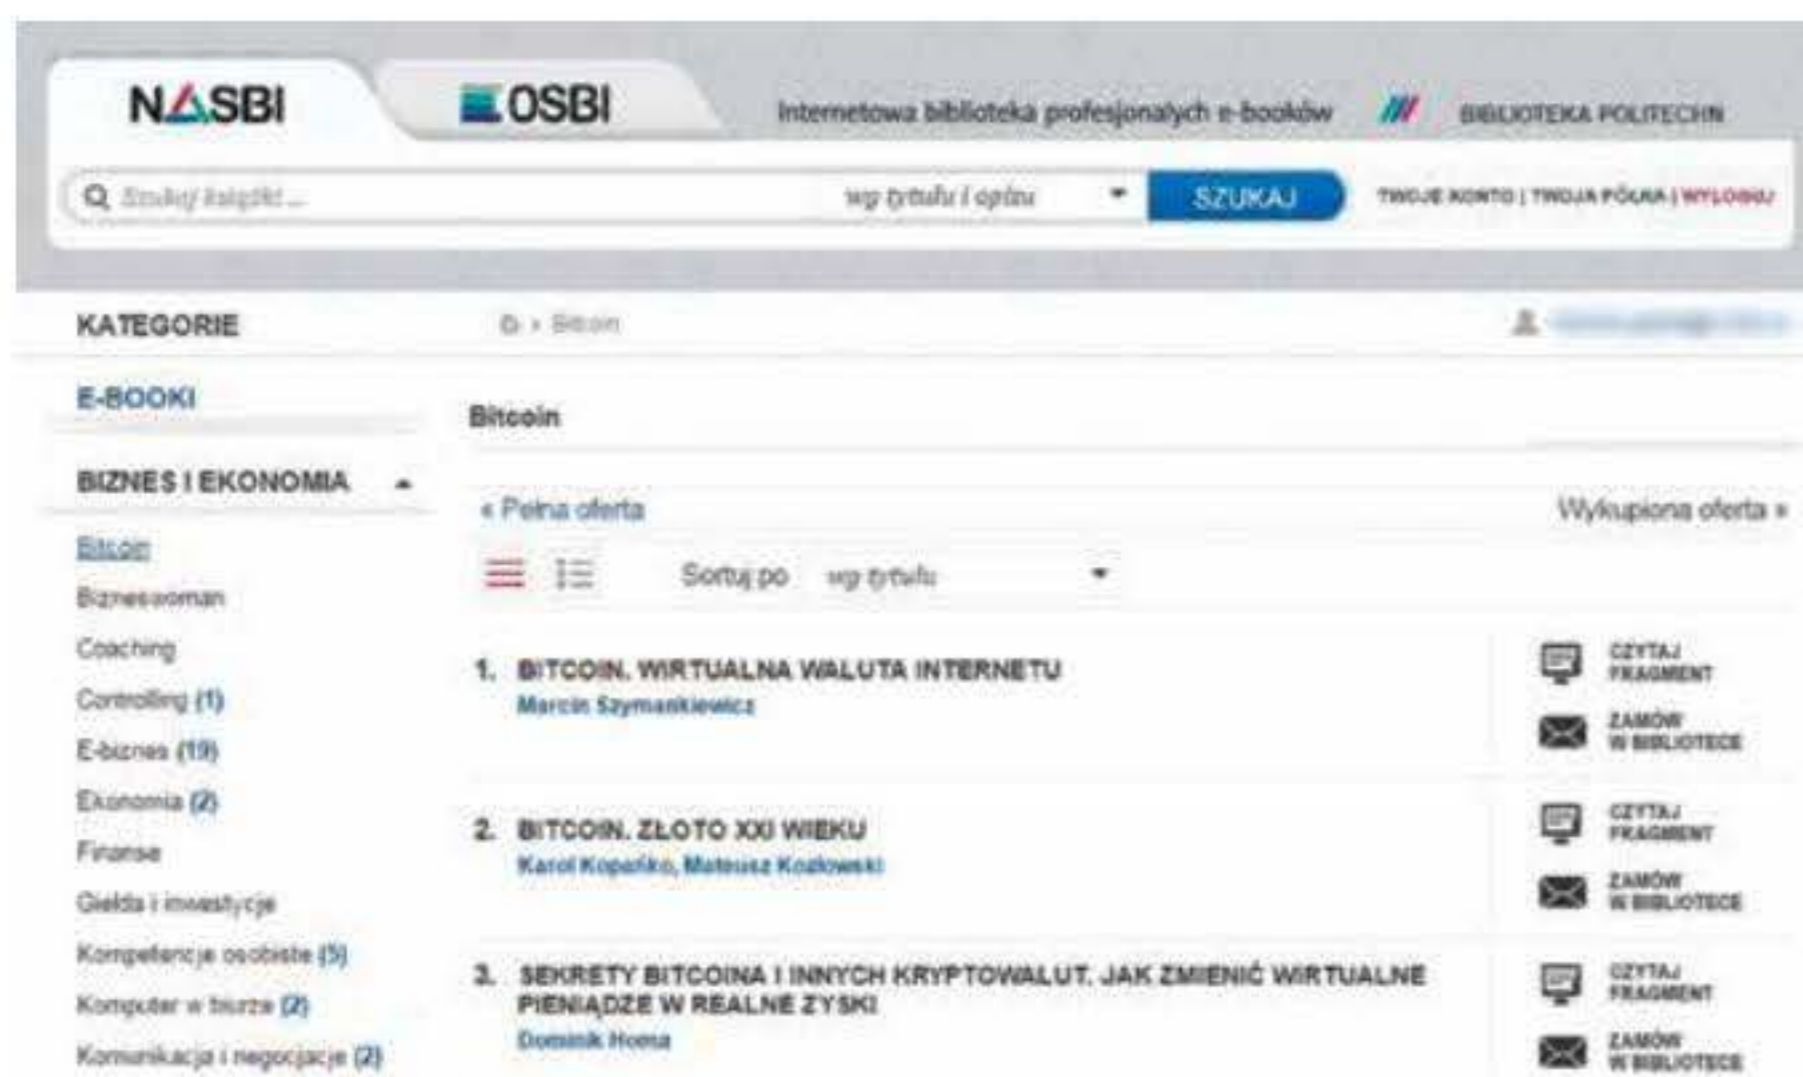 NASBI
OSBI
Internetowa biblioteka profesjonalych e-booków
BIBLIOTEKA POLITECHN
Szukaj książki ...
wg tytułu i opisu
SZUKAJ
TWOJE KONTO | TWOJA PÓŁKA | WYLOGUJ
KATEGORIE
› Bitcoin
E-BOOKI
Bitcoin
BIZNES I EKONOMIA
« Pełna oferta
Wykupiona oferta »
Bitcoin
Sortuj po wg tytułu
Bizneswoman
Coaching
Controlling (1)
E-biznes (19)
Ekonomia (2)
Finanse
Giełda i inwestycje
Kompetencje osobiste (5)
Komputer w biurze (2)
Komunikacja i negocjacje (2)
1. BITCOIN. WIRTUALNA WALUTA INTERNETU
Marcin Szymankiewicz
CZYTAJ
FRAGMENT
ZAMÓW
W BIBLIOTECE
2. BITCOIN. ZŁOTO XXI WIEKU
Karol Kopańko, Mateusz Kozłowski
CZYTAJ
FRAGMENT
ZAMÓW
W BIBLIOTECE
3. SEKRETY BITCOINA I INNYCH KRYPTOWALUT. JAK ZMIENIĆ WIRTUALNE
PIENIĄDZE W REALNE ZYSKI
Dominik Homa
CZYTAJ
FRAGMENT
ZAMÓW
W BIBLIOTECE